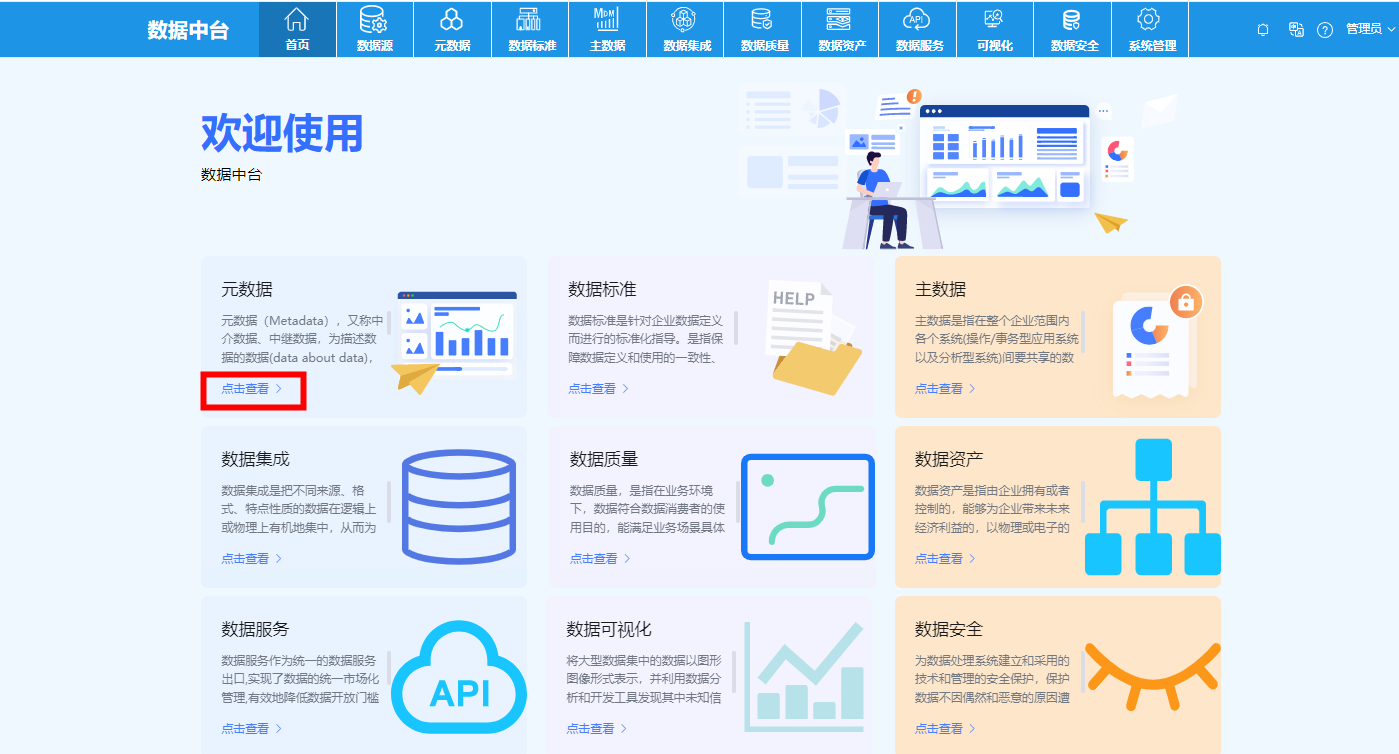 数据中台
首页
数据源
元数据
数据标准
MDM
主数据
数据集成
数据质量
数据资产
API
数据服务
可视化
数据安全
系统管理
管理员
欢迎使用
数据中台
元数据
元数据（Metadata），又称中
介数据、中继数据，为描述数
据的数据(data about data)，
点击查看
数据标准
数据标准是针对企业数据定义
而进行的标准化指导。是指保
障数据定义和使用的一致性、
点击查看
HELP
主数据
主数据是指在整个企业范围内
各个系统(操作/事务型应用系统
以及分析型系统)间要共享的数
点击查看
数据集成
数据集成是把不同来源、格
式、特点性质的数据在逻辑上
或物理上有机地集中，从而为
点击查看
数据质量
数据质量，是指在业务环境
下，数据符合数据消费者的使
用目的，能满足业务场景具体
点击查看
数据资产
数据资产是指由企业拥有或者
控制的，能够为企业带来未来
经济利益的，以物理或电子的
点击查看
数据服务
数据服务作为统一的数据服务
出口,实现了数据的统一市场化
管理,有效地降低数据开放门槛
点击查看
API
数据可视化
将大型数据集中的数据以图形
图像形式表示，并利用数据分
析和开发工具发现其中未知信
点击查看
数据安全
为数据处理系统建立和采用的
技术和管理的安全保护，保护
数据不因偶然和恶意的原因遭
点击查看